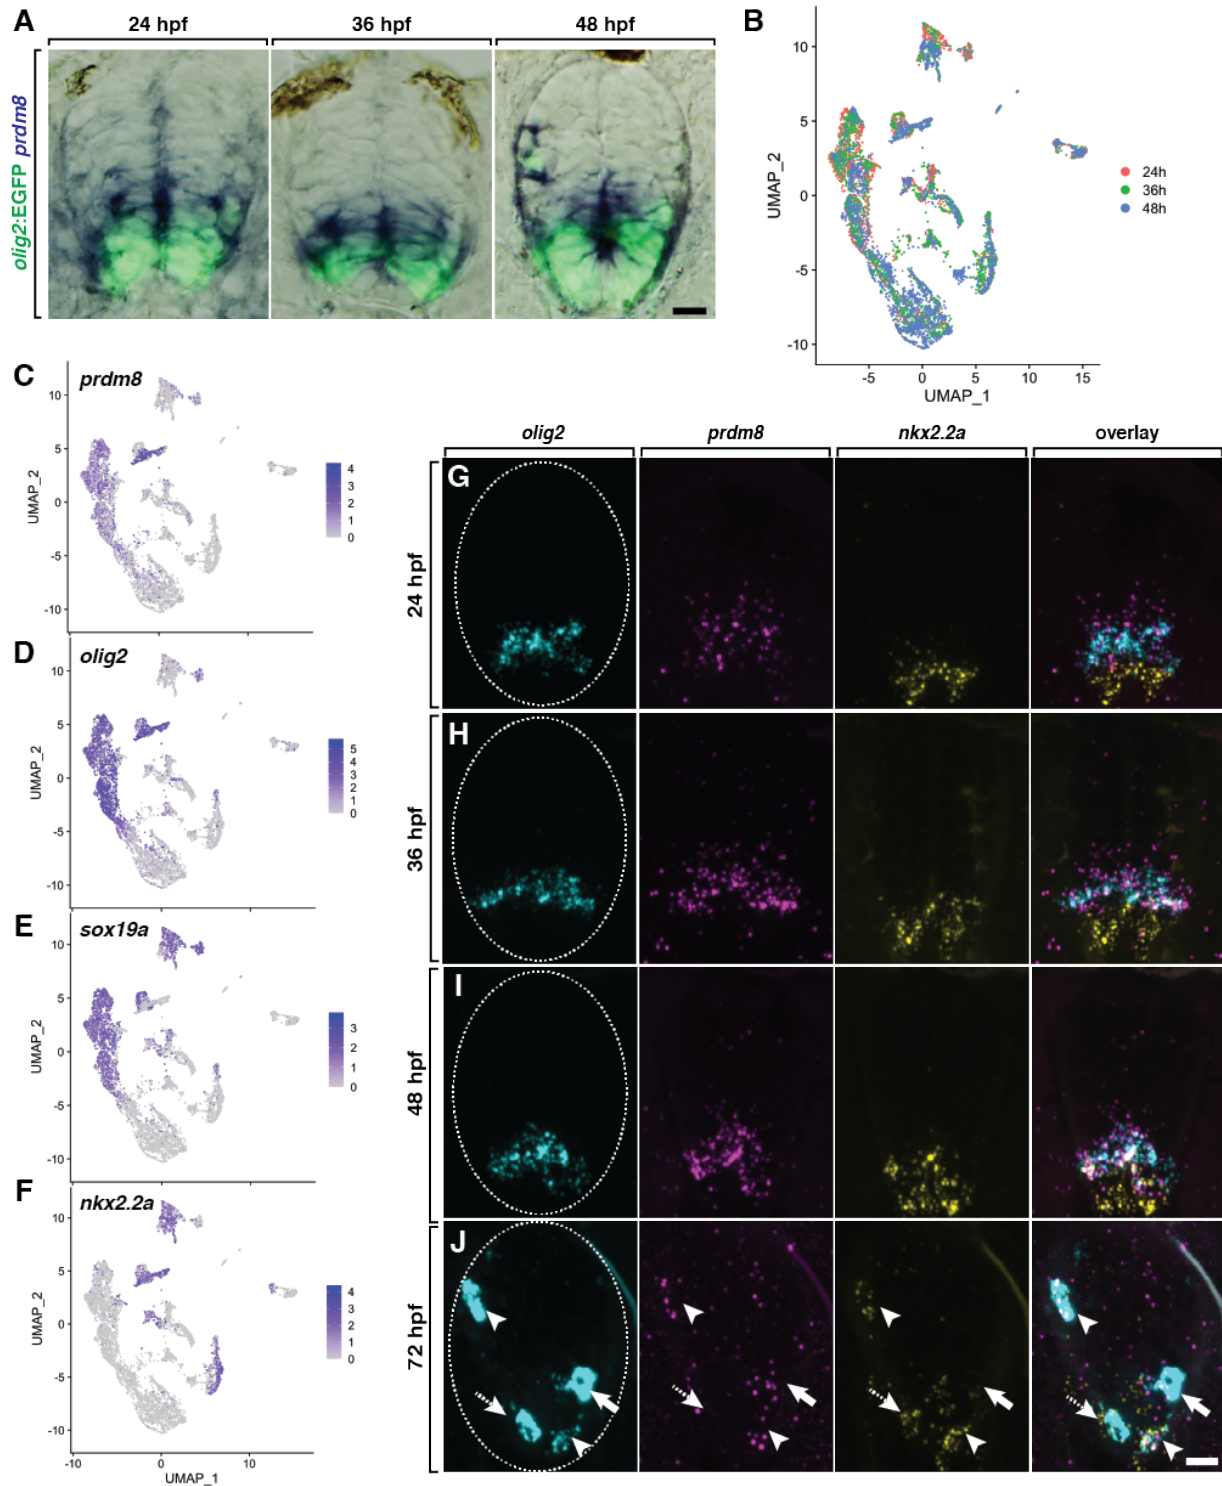 A
24 hpf
36 hpf
48 hpf
olig2:EGFP prdm8
B
10
5
0
-5
-10
UMAP_2
-5
0
5
10
15
UMAP_1
24h
36h
48h
C
prdm8
10
5
0
-5
-10
UMAP_2
4
3
2
1
0
D
olig2
10
5
0
-5
-10
UMAP_2
5
4
3
2
1
0
E
sox19a
10
5
0
-5
-10
UMAP_2
3
2
1
0
F
nkx2.2a
10
5
0
-5
-10
UMAP_2
-10
0
10
UMAP_1
4
3
2
1
0
olig2
prdm8
nkx2.2a
overlay
24 hpf
G
36 hpf
H
48 hpf
I
72 hpf
J